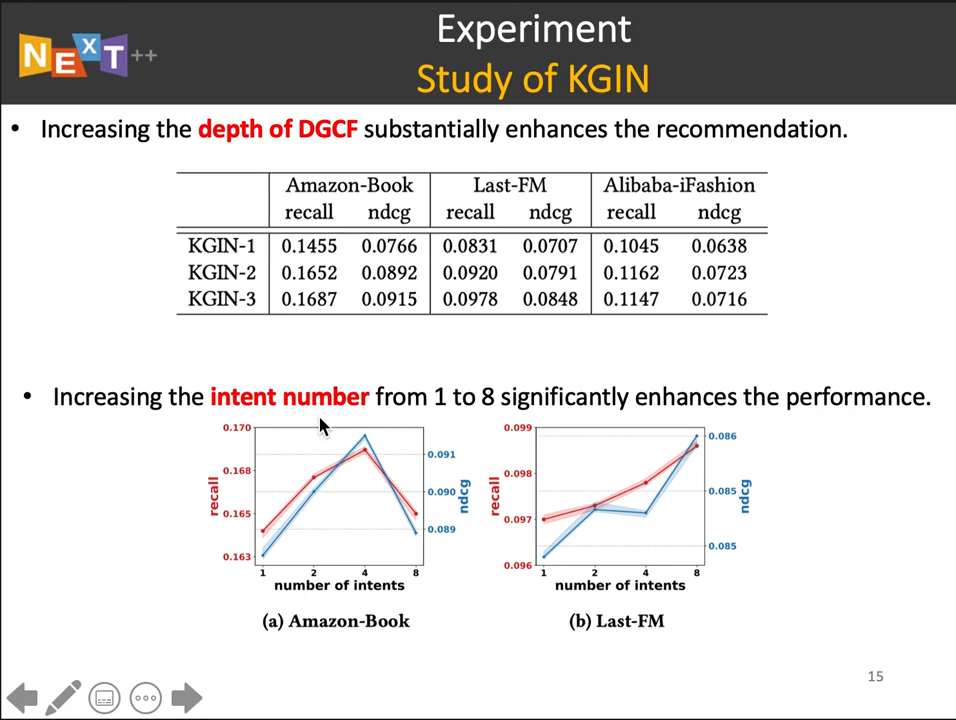 NExT++
Experiment
Study of KGIN
• Increasing the depth of DGCF substantially enhances the recommendation.
Amazon-Book Last-FM Alibaba-iFashion
recall ndcg recall ndcg recall ndcg
KGIN-1 0.1455 0.0766 0.0831 0.0707 0.1045 0.0638
KGIN-2 0.1652 0.0892 0.0920 0.0791 0.1162 0.0723
KGIN-3 0.1687 0.0915 0.0978 0.0848 0.1147 0.0716
• Increasing the intent number from 1 to 8 significantly enhances the performance.
0.170
0.168
0.165
0.163
recall
0.091
0.090
0.089
ndcg
1 2 4 8
number of intents
(a) Amazon-Book
0.099
0.098
0.097
0.096
recall
0.086
0.085
0.085
ndcg
1 2 4 8
number of intents
(b) Last-FM
15